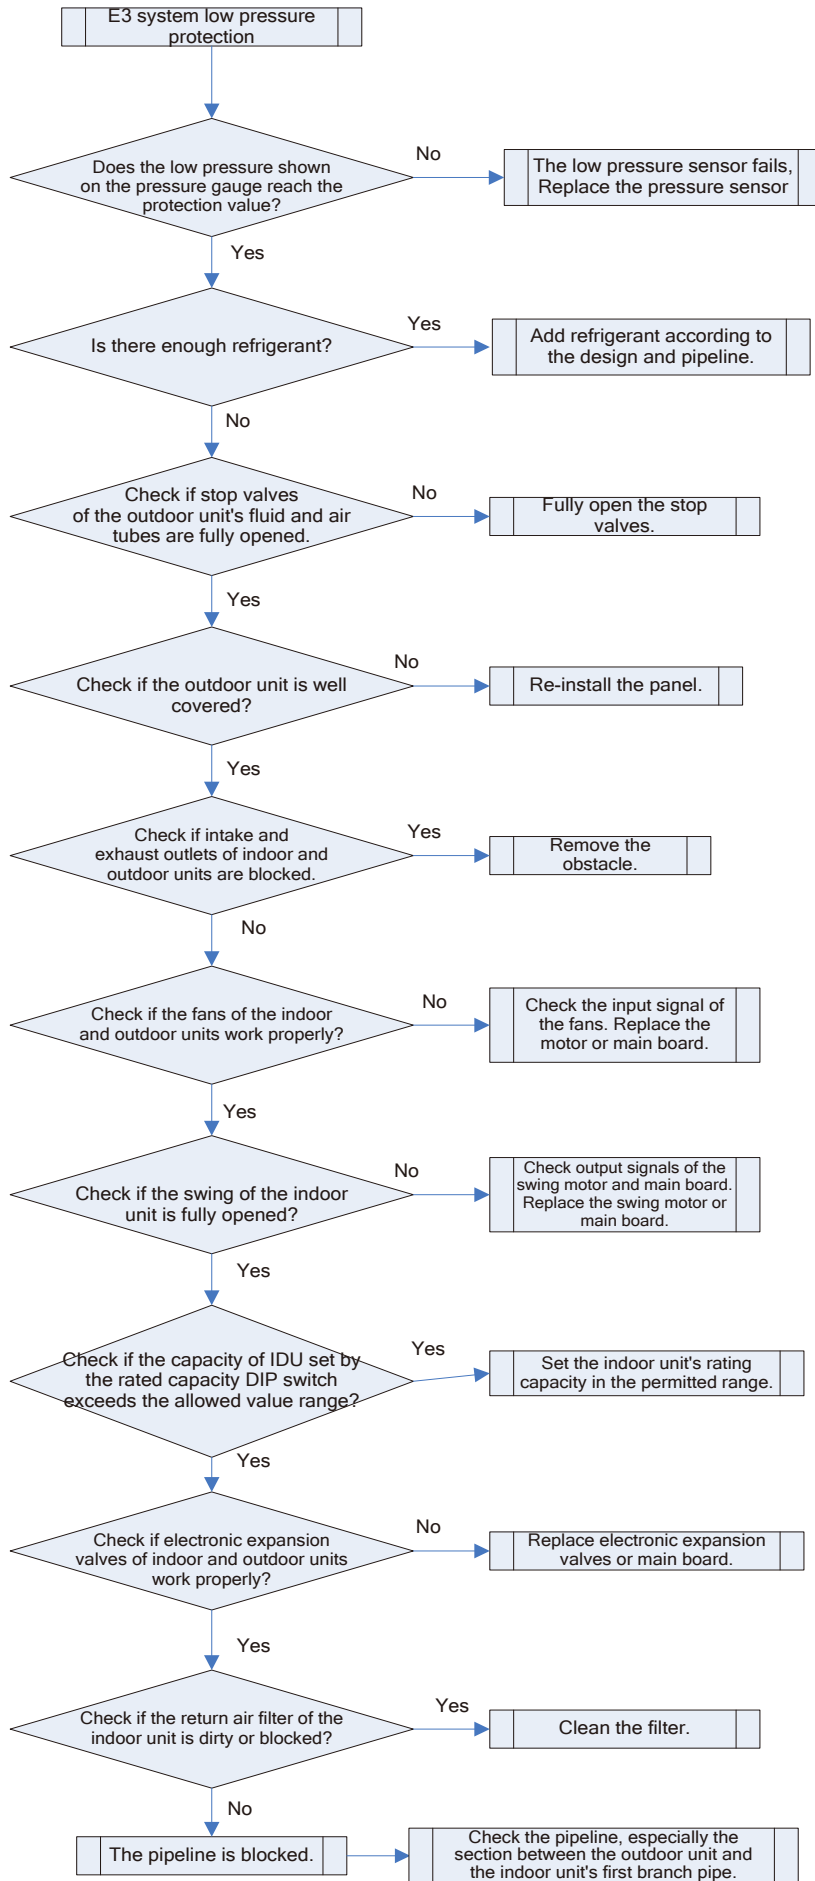 E3 system low pressure
protection
Does the low pressure shown
on the pressure gauge reach the
protection value?
No
The low pressure sensor fails,
Replace the pressure sensor
Yes
Is there enough refrigerant?
Yes
Add refrigerant according to
the design and pipeline.
No
Check if stop valves
of the outdoor unit's fluid and air
tubes are fully opened.
No
Fully open the stop
valves.
Yes
Check if the outdoor unit is well
covered?
No
Re-install the panel.
Yes
Check if intake and
exhaust outlets of indoor and
outdoor units are blocked.
Yes
Remove the
obstacle.
No
Check if the fans of the indoor
and outdoor units work properly?
No
Check the input signal of
the fans. Replace the
motor or main board.
Yes
Check if the swing of the indoor
unit is fully opened?
No
Check output signals of the
swing motor and main board.
Replace the swing motor or
main board.
Yes
Check if the capacity of IDU set by
the rated capacity DIP switch
exceeds the allowed value range?
Yes
Set the indoor unit's rating
capacity in the permitted range.
Yes
Check if electronic expansion
valves of indoor and outdoor units
work properly?
No
Replace electronic expansion
valves or main board.
Yes
Check if the return air filter of the
indoor unit is dirty or blocked?
Yes
Clean the filter.
No
The pipeline is blocked.
Check the pipeline, especially the
section between the outdoor unit and
the indoor unit's first branch pipe.